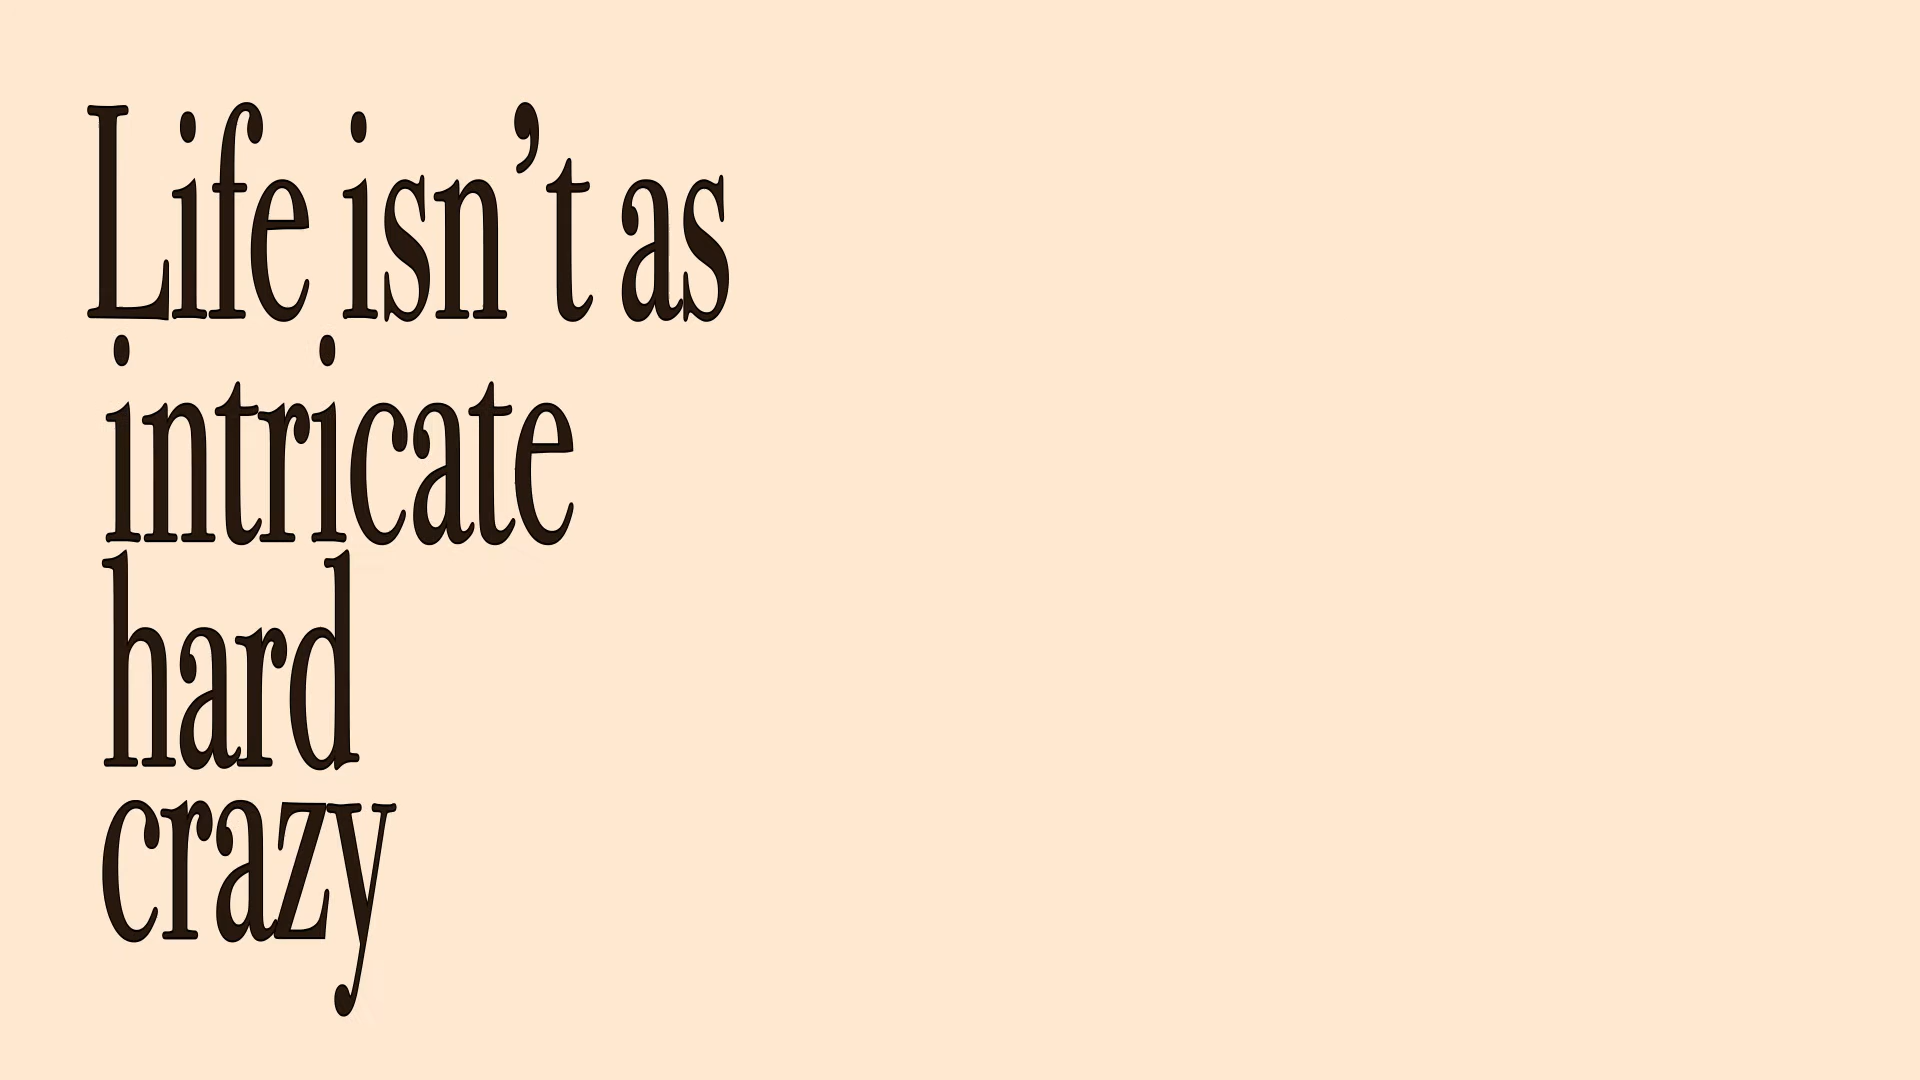 Life isn’t as
intricate
hard
crazy